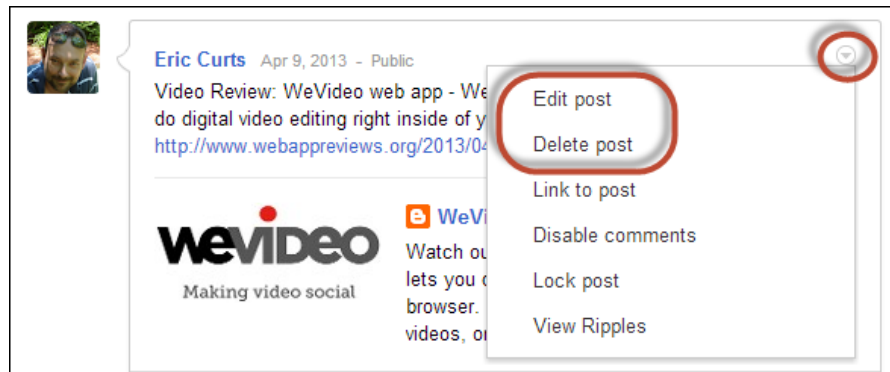 Eric Curts Apr 9, 2013 - Public
Video Review: WeVideo web app - We
do digital video editing right inside of y
http://www.webappreviews.org/2013/04
WEVIDEO
Making video social
WeVi
Watch ou
lets you
browser.
videos, or
Edit post
Delete post
Link to post
Disable comments
Lock post
View Ripples